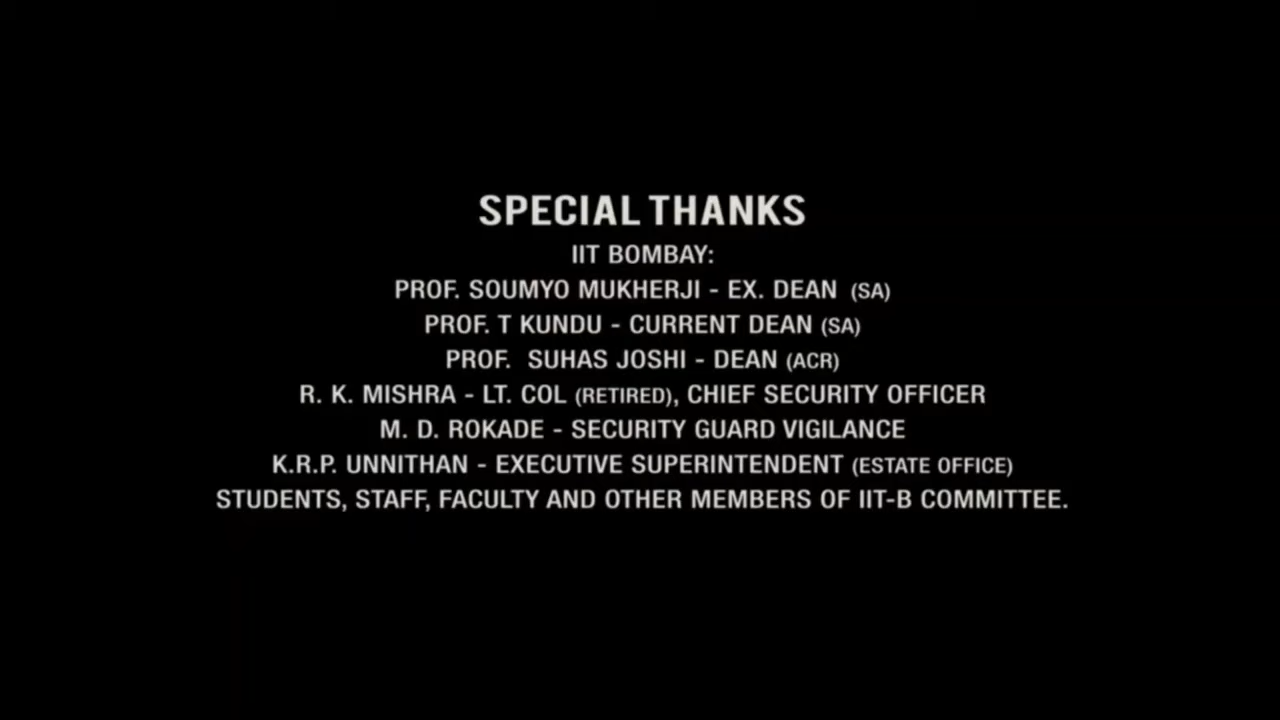 SPECIAL THANKS
IIT BOMBAY:
PROF. SOUMYO MUKHERJI - EX. DEAN (SA)
PROF. T KUNDU - CURRENT DEAN (SA)
PROF. SUHAS JOSHI - DEAN (ACR)
R. K. MISHRA - LT. COL (RETIRED), CHIEF SECURITY OFFICER
M. D. ROKADE - SECURITY GUARD VIGILANCE
K.R.P. UNNITHAN - EXECUTIVE SUPERINTENDENT (ESTATE OFFICE)
STUDENTS, STAFF, FACULTY AND OTHER MEMBERS OF IIT-B COMMITTEE.